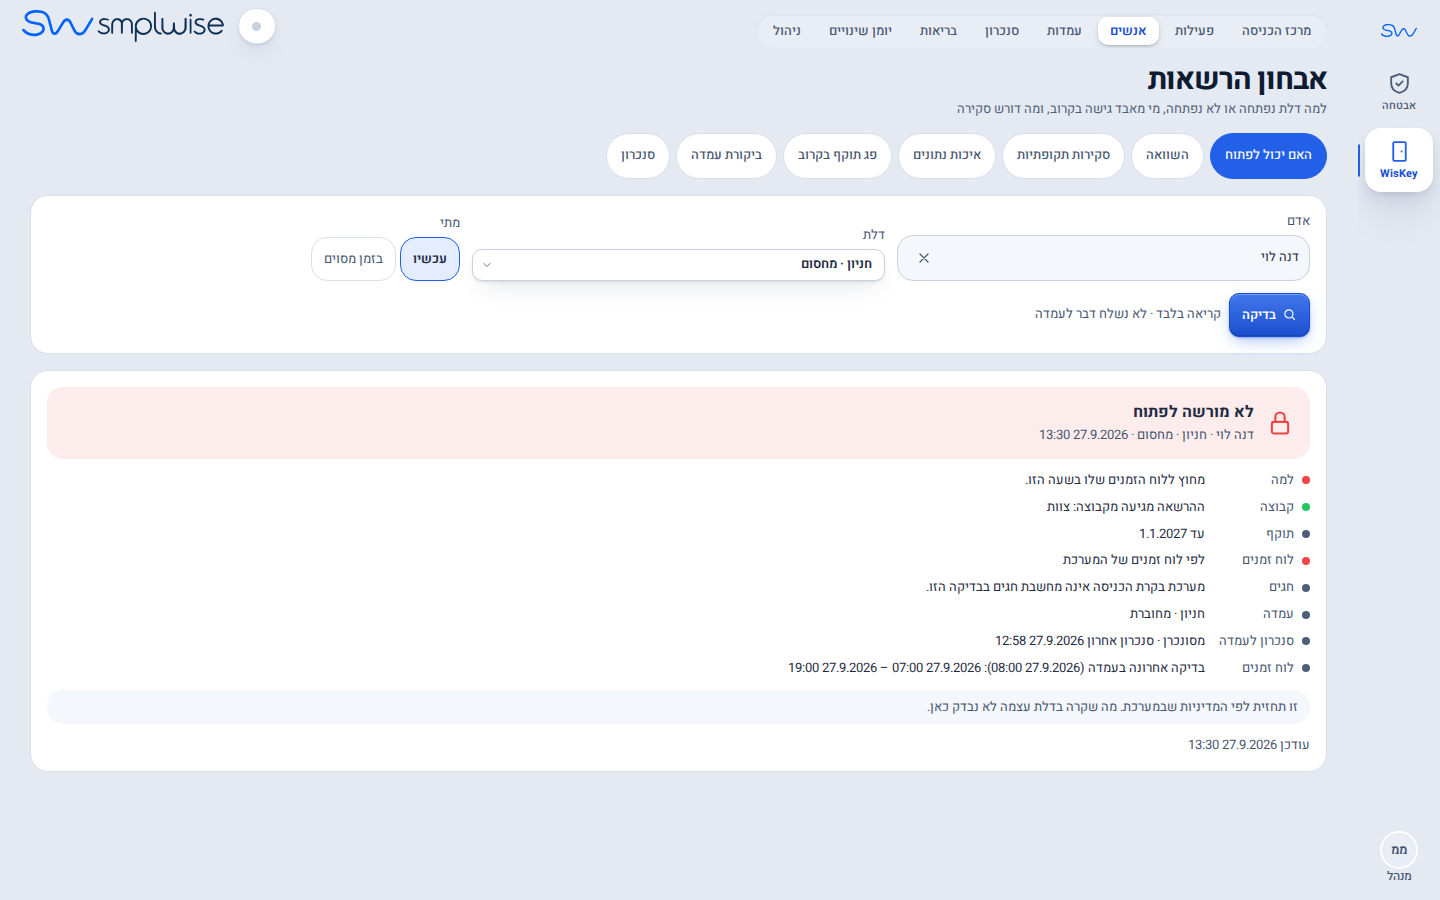 מרכז הכניסה פעילות אנשים עמדות סנכרון בריאות יומן שינויים ניהול
smplwise
אבטחה
WisKey
אבחון הרשאות
למה דלת נפתחה או לא נפתחה, מי מאבד גישה בקרוב, ומה דורש סקירה
האם יכול לפתוח השוואה סקירות תקופתיות איכות נתונים פג תוקף בקרוב ביקורת עמדה סנכרון
אדם
דנה לוי
דלת
חניון · מחסום
מתי
עכשיו בזמן מסוים
בדיקה קריאה בלבד · לא נשלח דבר לעמדה
לא מורשה לפתוח
דנה לוי · חניון · מחסום · 27.9.2026 13:30
למה מחוץ ללוח הזמנים שלו בשעה הזו.
קבוצה ההרשאה מגיעה מקבוצה: צוות
תוקף עד 1.1.2027
לוח זמנים לפי לוח זמנים של המערכת
חגים מערכת בקרת הכניסה אינה מחשבת חגים בבדיקה הזו.
עמדה חניון · מחוברת
סנכרון לעמדה מסונכרן · סנכרון אחרון 27.9.2026 12:58
לוח זמנים בדיקה אחרונה בעמדה (27.9.2026 08:00): 27.9.2026 07:00 – 27.9.2026 19:00
זו תחזית לפי המדיניות שבמערכת. מה שקרה בדלת עצמה לא נבדק כאן.
עודכן 27.9.2026 13:30
ממ
מנהל